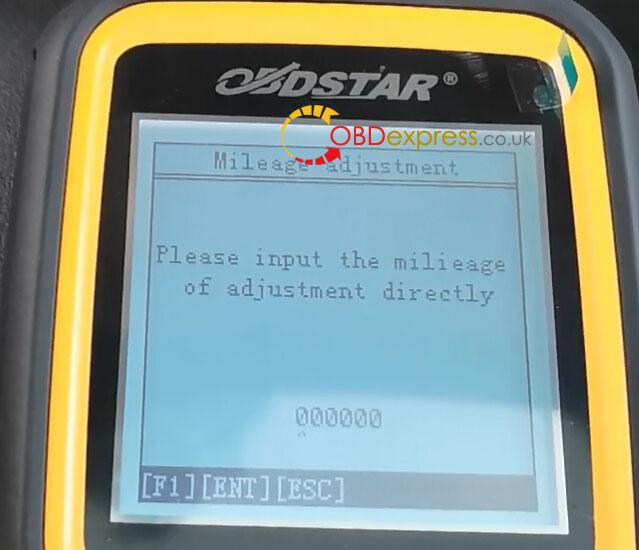 OBDSTAR®
OBDexpress.co.uk
Mileage adjustment
Please input the milieage
of adjustment directly
000000
[F1][ENT][ESC]